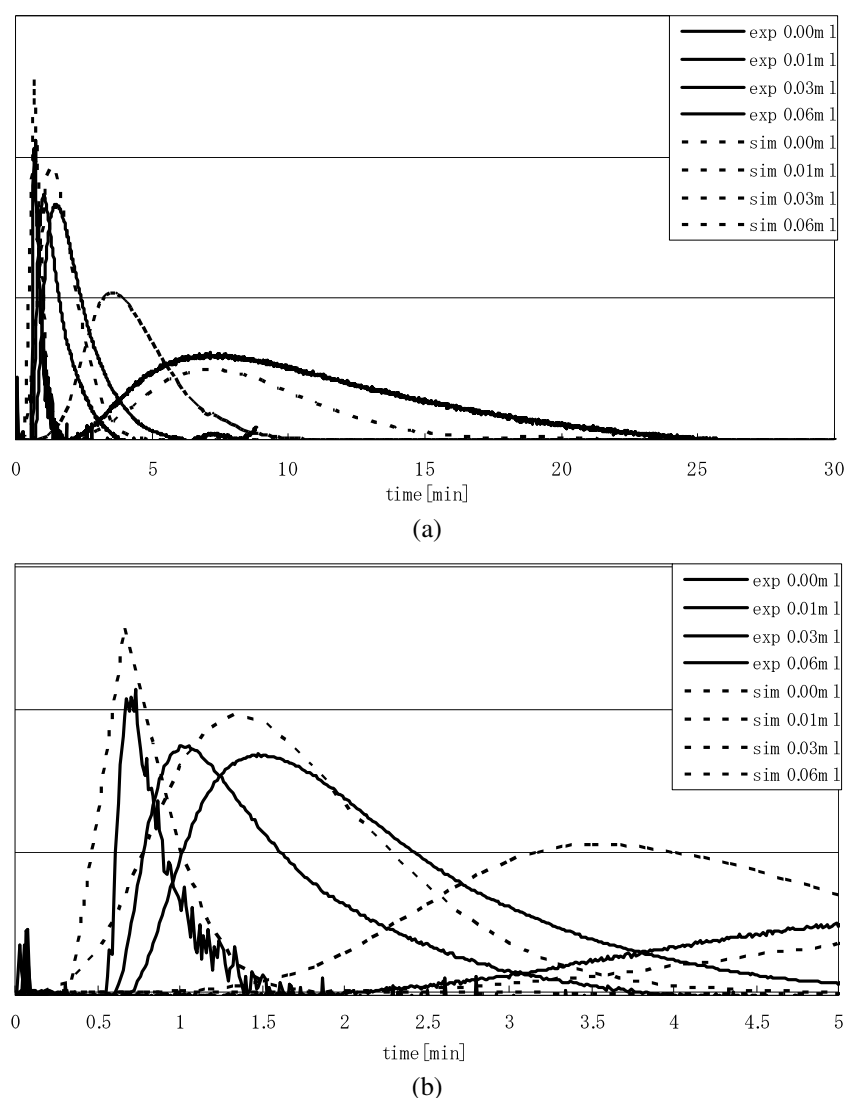 exp 0.00ml
exp 0.01ml
exp 0.03ml
exp 0.06ml
sim 0.00ml
sim 0.01ml
sim 0.03ml
sim 0.06ml
0 5 10 15 20 25 30
time[min]
(a)
exp 0.00ml
exp 0.01ml
exp 0.03ml
exp 0.06ml
sim 0.00ml
sim 0.01ml
sim 0.03ml
sim 0.06ml
0 0.5 1 1.5 2 2.5 3 3.5 4 4.5 5
time[min]
(b)